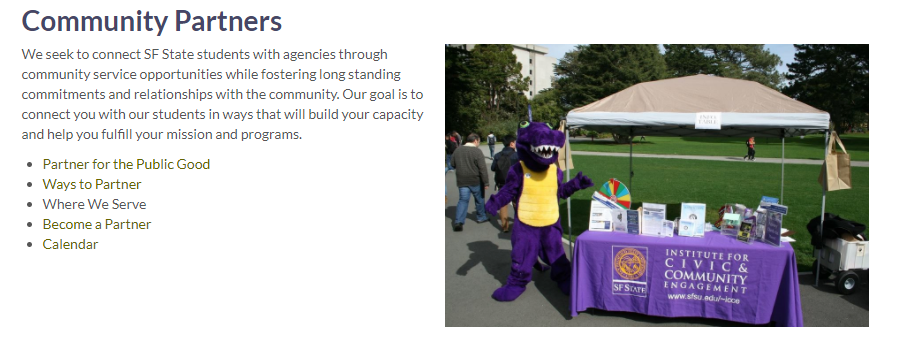 Community Partners
We seek to connect SF State students with agencies through
community service opportunities while fostering long standing
commitments and relationships with the community. Our goal is to
connect you with our students in ways that will build your capacity
and help you fulfill your mission and programs.
Partner for the Public Good
Ways to Partner
Where We Serve
Become a Partner
Calendar
SF STATE
INSTITUTE FOR
CIVIC &
COMMUNITY
ENGAGEMENT
www.sfsu.edu/~icce